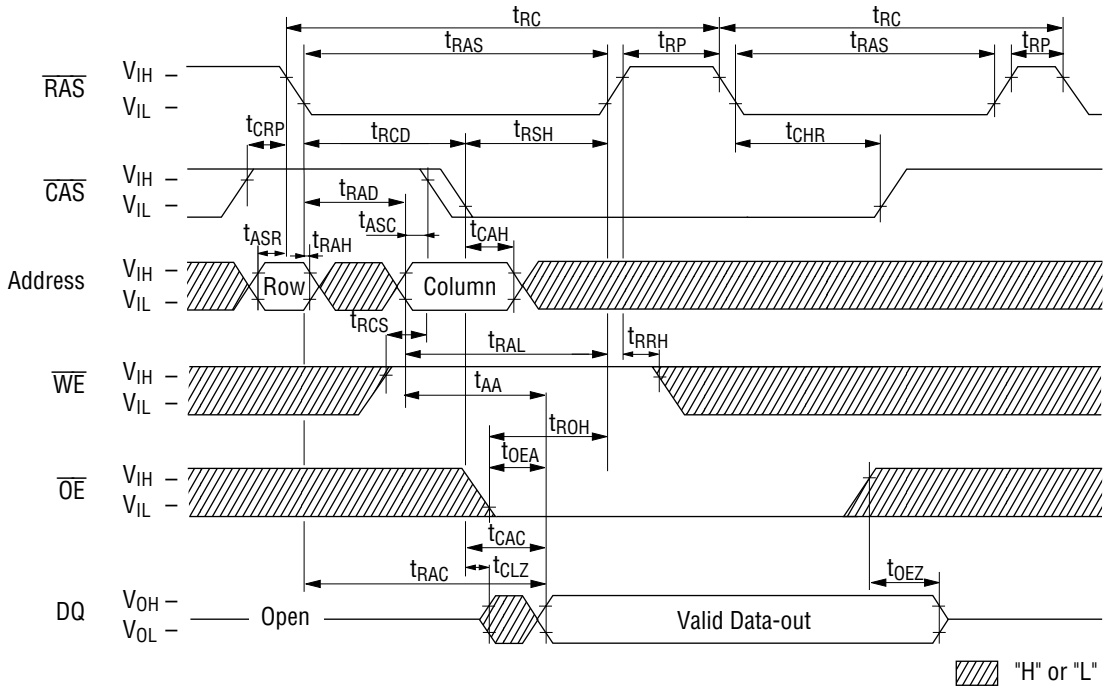 tRC tRC
tRAS tRP tRAS tRP
RAS VIH
VIL
tCRP tRCD tRSH tCHR
CAS VIH
VIL
tRAD
tASC tCAH
tASR tRAH
Address VIH Row Column
VIL
tRCS tRAL tRRH
WE VIH
VIL
tAA
tROH
tOEA
OE VIH
VIL
tCAC
tRAC tCLZ tOEZ
DQ VOH Open Valid Data-out
VOL
"H" or "L"